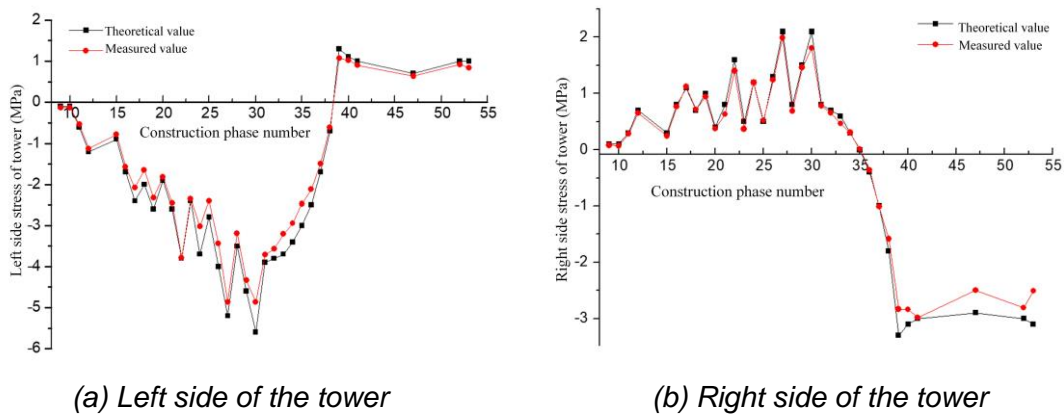 2
1
0
-1
-2
-3
-4
-5
-6
10 15 20 25 30 35 40 45 50 55
Theoretical value
Measured value
Construction phase number
Left side stress of tower (MPa)
2
1
0
-1
-2
-3
10 15 20 25 30 35 40 45 50 55
Theoretical value
Measured value
Construction phase number
Right side stress of tower (MPa)
(a) Left side of the tower
(b) Right side of the tower